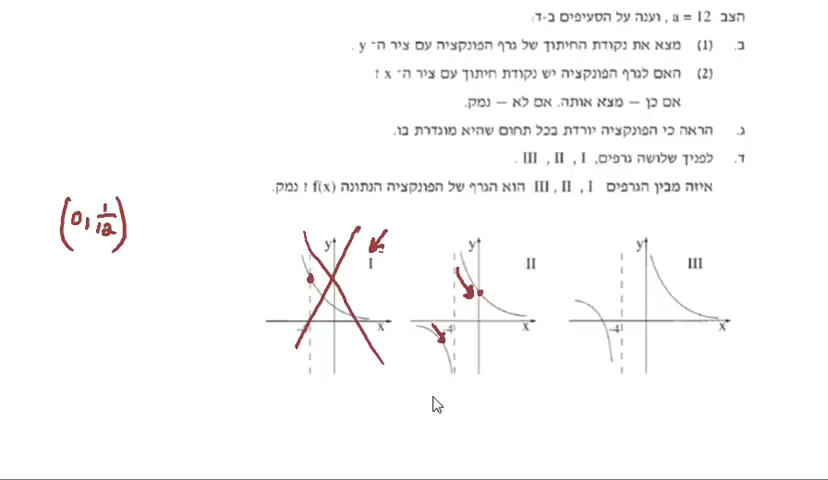 הצב a = 12 , וענה על הסעיפים ב-ד:
ב. (1) מצא את נקודת החיתוך של גרף הפונקציה עם ציר ה־ y .
(2) האם לגרף הפונקציה יש נקודת חיתוך עם ציר ה־ x ?
אם כן — מצא אותה. אם לא — נמק.
ג. הראה כי הפונקציה יורדת בכל תחום שהיא מוגדרת בו.
ד. לפניך שלושה גרפים, I , II , III .
איזה מבין הגרפים I , II , III הוא הגרף של הפונקציה הנתונה f(x) ? נמק.
(0, 1/12)
y I x
y II -4 x
y III -4 x